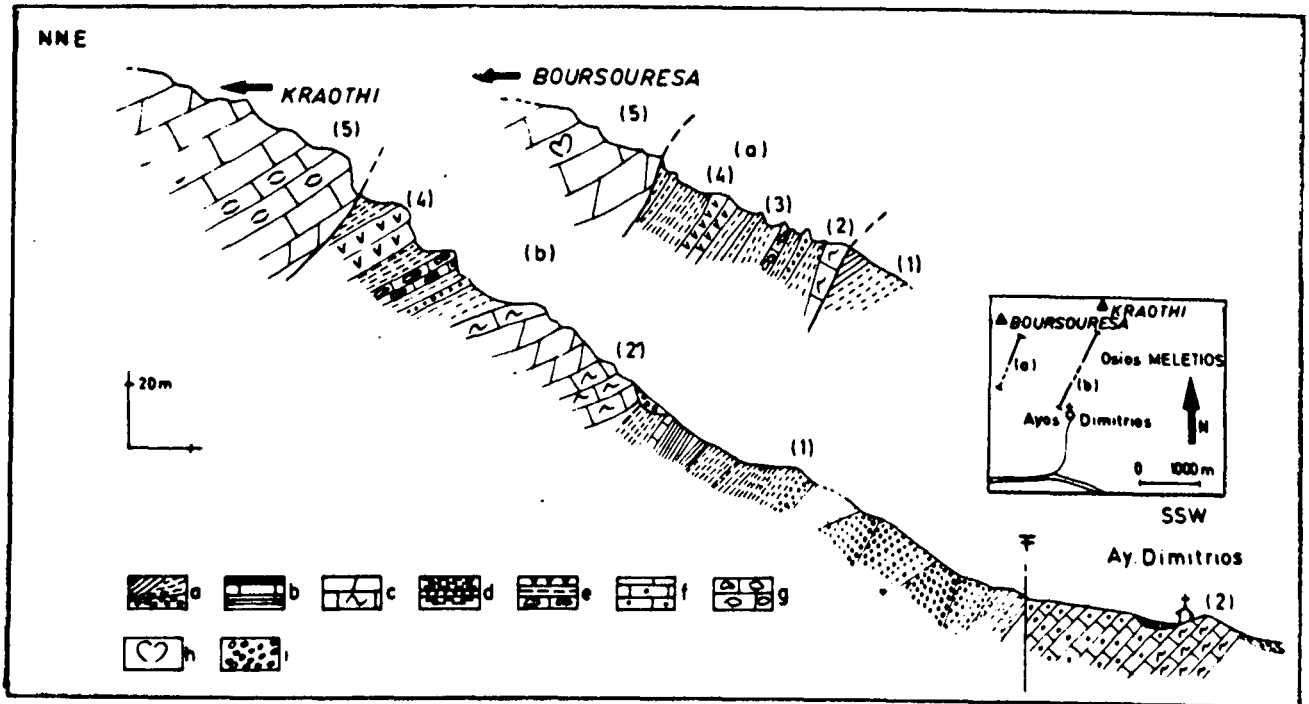 NNE
KRAOTHI
BOURSOURESA
(5)
(5)
(a)
(4)
(4)
(3)
(2)
(1)
(b)
(2)
(1)
20m
KRAOTHI
BOURSOURESA
(a)
Osios MELETIOS
(b)
Ayos Dimitrios
N
0 1000m
SSW
Ay. Dimitrios
(2)
a
b
c
d
e
f
g
h
i